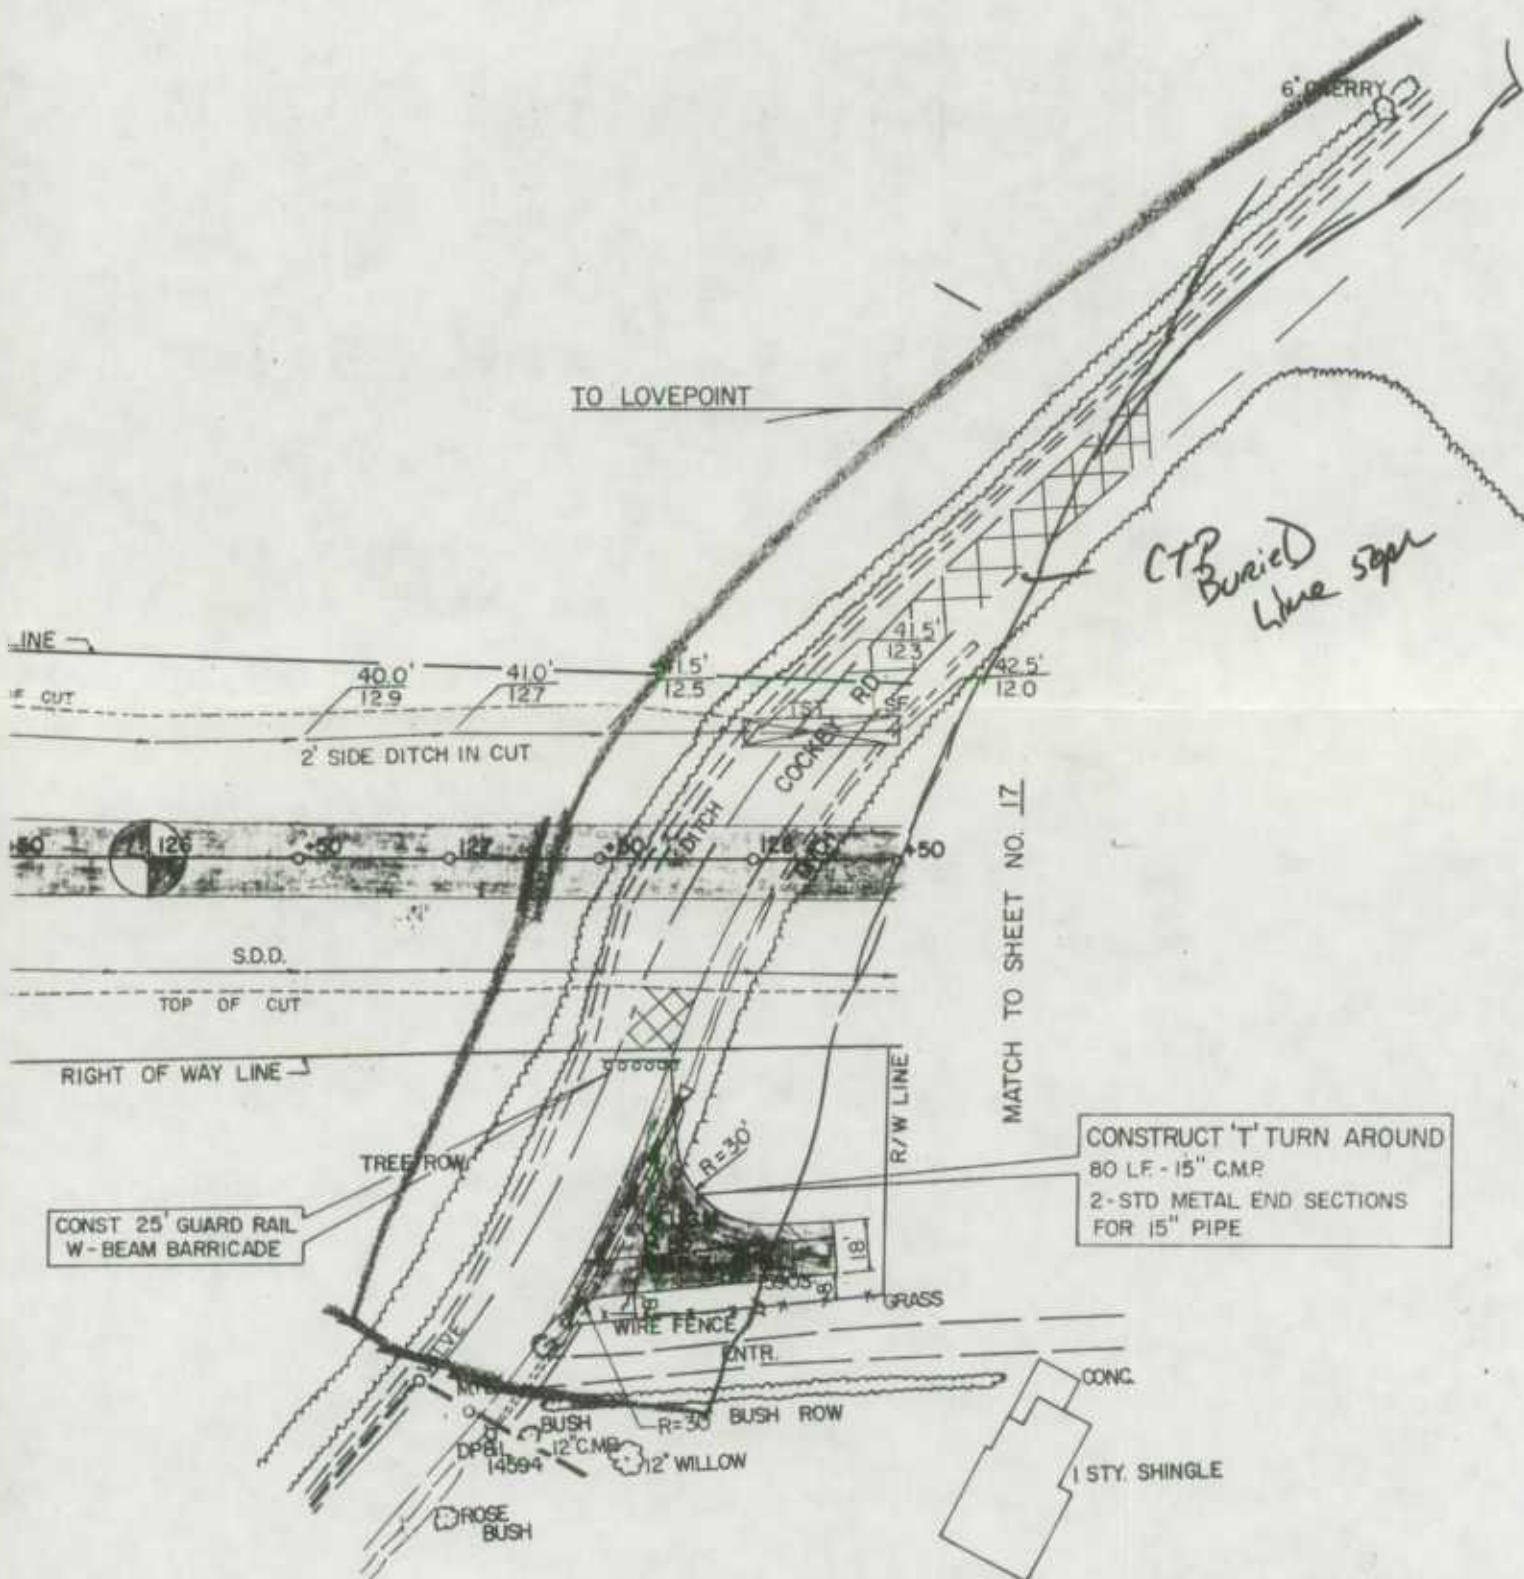 6" CHERRY
TO LOVEPOINT
CTP
Buried
Line
LINE
40.0'
12.9
41.0'
12.7
41.5'
12.5
41.5'
12.3
42.5'
12.0
OF CUT
2' SIDE DITCH IN CUT
COCKEY RD
DITCH
+50
126
+50
127
+50
128
+50
MATCH TO SHEET NO. 17
S.D.D.
TOP OF CUT
RIGHT OF WAY LINE
R/W LINE
TREE ROW
R=30'
CONST 25' GUARD RAIL
W-BEAM BARRICADE
CONSTRUCT 'T' TURN AROUND
80 L.F. - 15" C.M.P.
2-STD METAL END SECTIONS
FOR 15" PIPE
18'
GRASS
WIRE FENCE
ENTR.
CONC.
BUSH ROW
R=30'
BUSH
12" C.M.P.
DP&L
14594
12" WILLOW
1 STY. SHINGLE
ROSE
BUSH